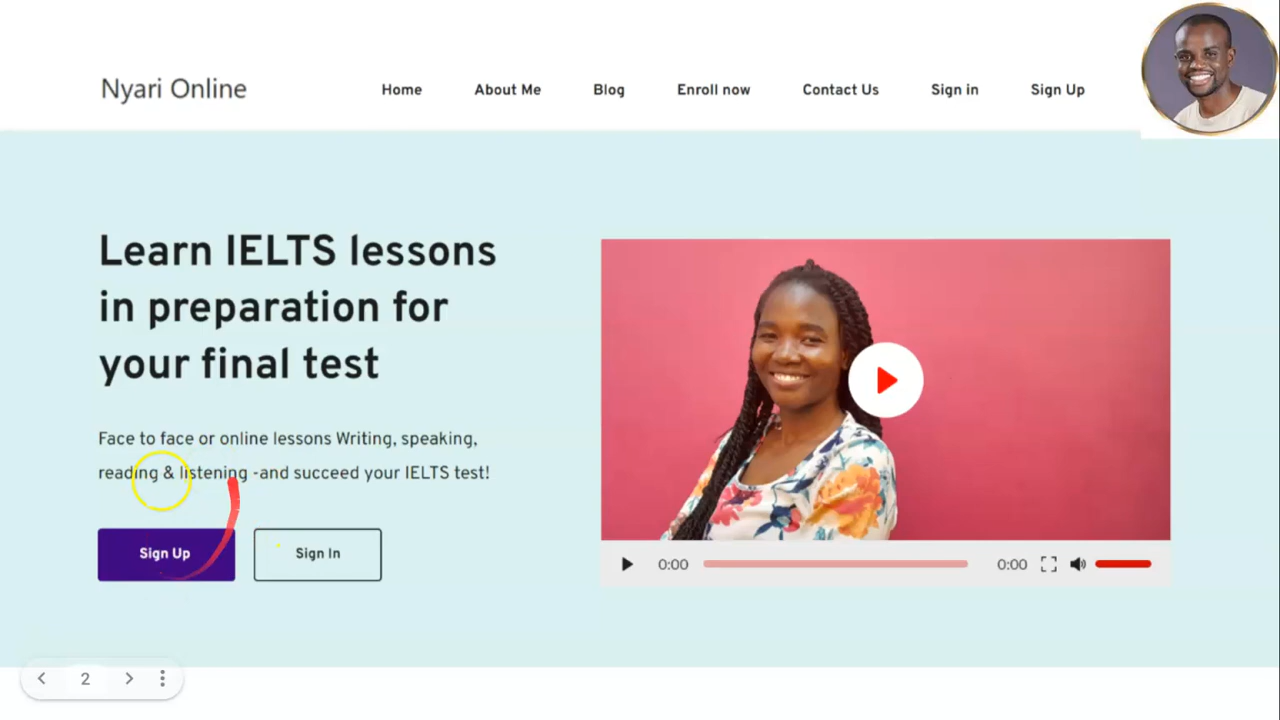 Nyari Online
Home
About Me
Blog
Enroll now
Contact Us
Sign in
Sign Up
Learn IELTS lessons
in preparation for
your final test
Face to face or online lessons Writing, speaking,
reading & listening -and succeed your IELTS test!
Sign Up
Sign In
0:00
0:00
2